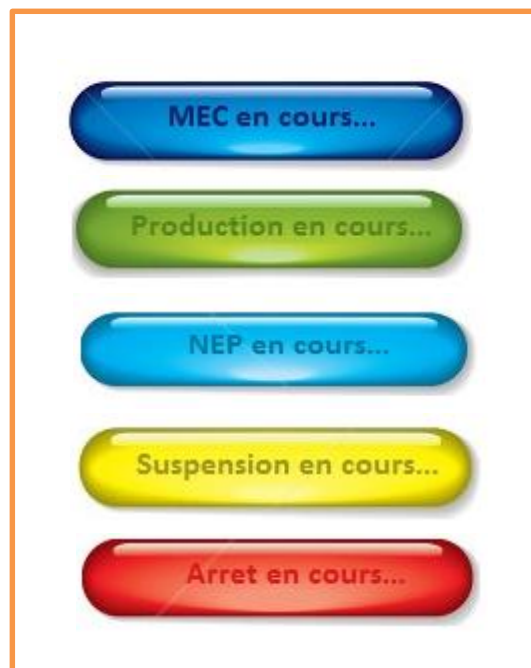 MEC en cours...
Production en cours...
NEP en cours...
Suspension en cours...
Arret en cours...